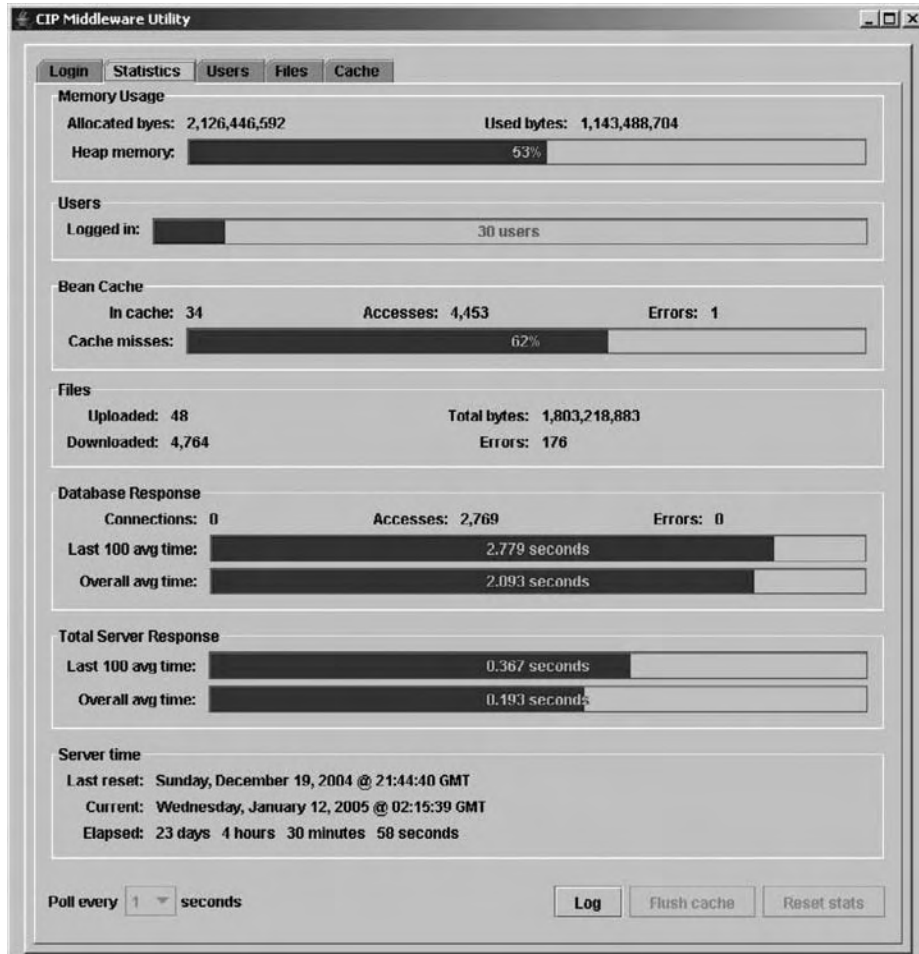 CIP Middleware Utility
Login Statistics Users Files Cache
Memory Usage
Allocated byes: 2,126,446,592 Used bytes: 1,143,488,704
Heap memory: 53%
Users
Logged in: 30 users
Bean Cache
In cache: 34 Accesses: 4,453 Errors: 1
Cache misses: 62%
Files
Uploaded: 48 Total bytes: 1,803,218,883
Downloaded: 4,764 Errors: 176
Database Response
Connections: 0 Accesses: 2,769 Errors: 0
Last 100 avg time: 2.779 seconds
Overall avg time: 2.093 seconds
Total Server Response
Last 100 avg time: 0.367 seconds
Overall avg time: 0.193 seconds
Server time
Last reset: Sunday, December 19, 2004 @ 21:44:40 GMT
Current: Wednesday, January 12, 2005 @ 02:15:39 GMT
Elapsed: 23 days 4 hours 30 minutes 58 seconds
Poll every 1 seconds Log Flush cache Reset stats